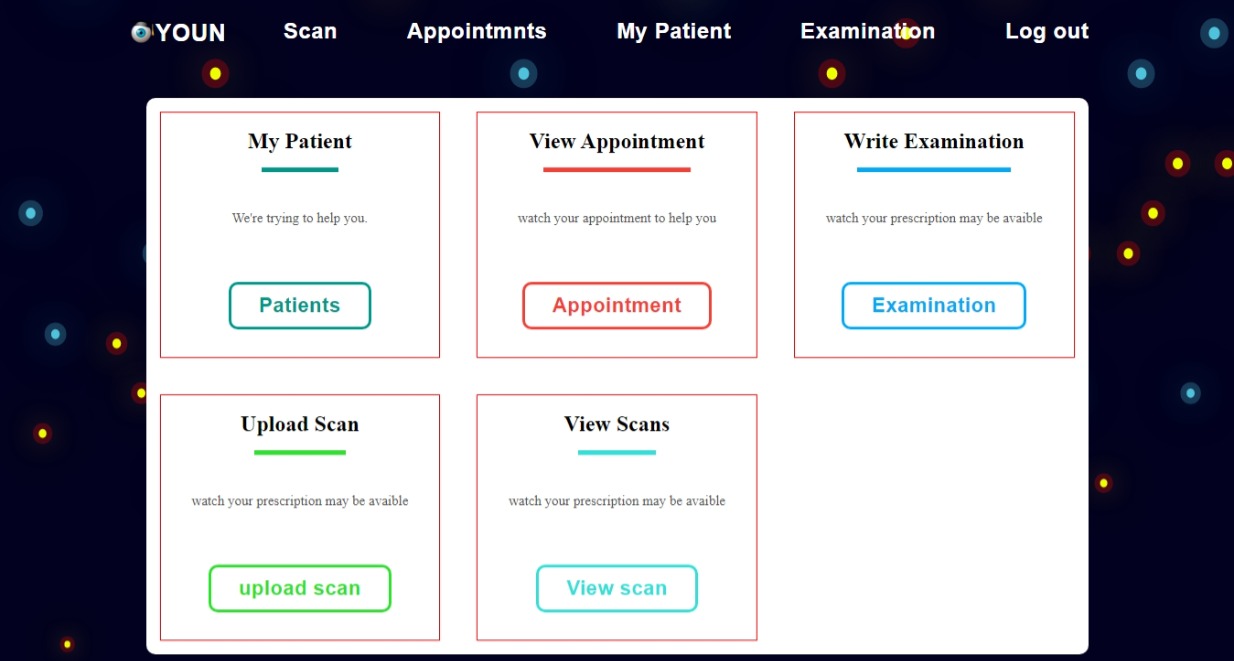 YOUN
Scan
Appointmnts
My Patient
Examination
Log out
My Patient
We're trying to help you.
Patients
View Appointment
watch your appointment to help you
Appointment
Write Examination
watch your prescription may be avaible
Examination
Upload Scan
watch your prescription may be avaible
upload scan
View Scans
watch your prescription may be avaible
View scan